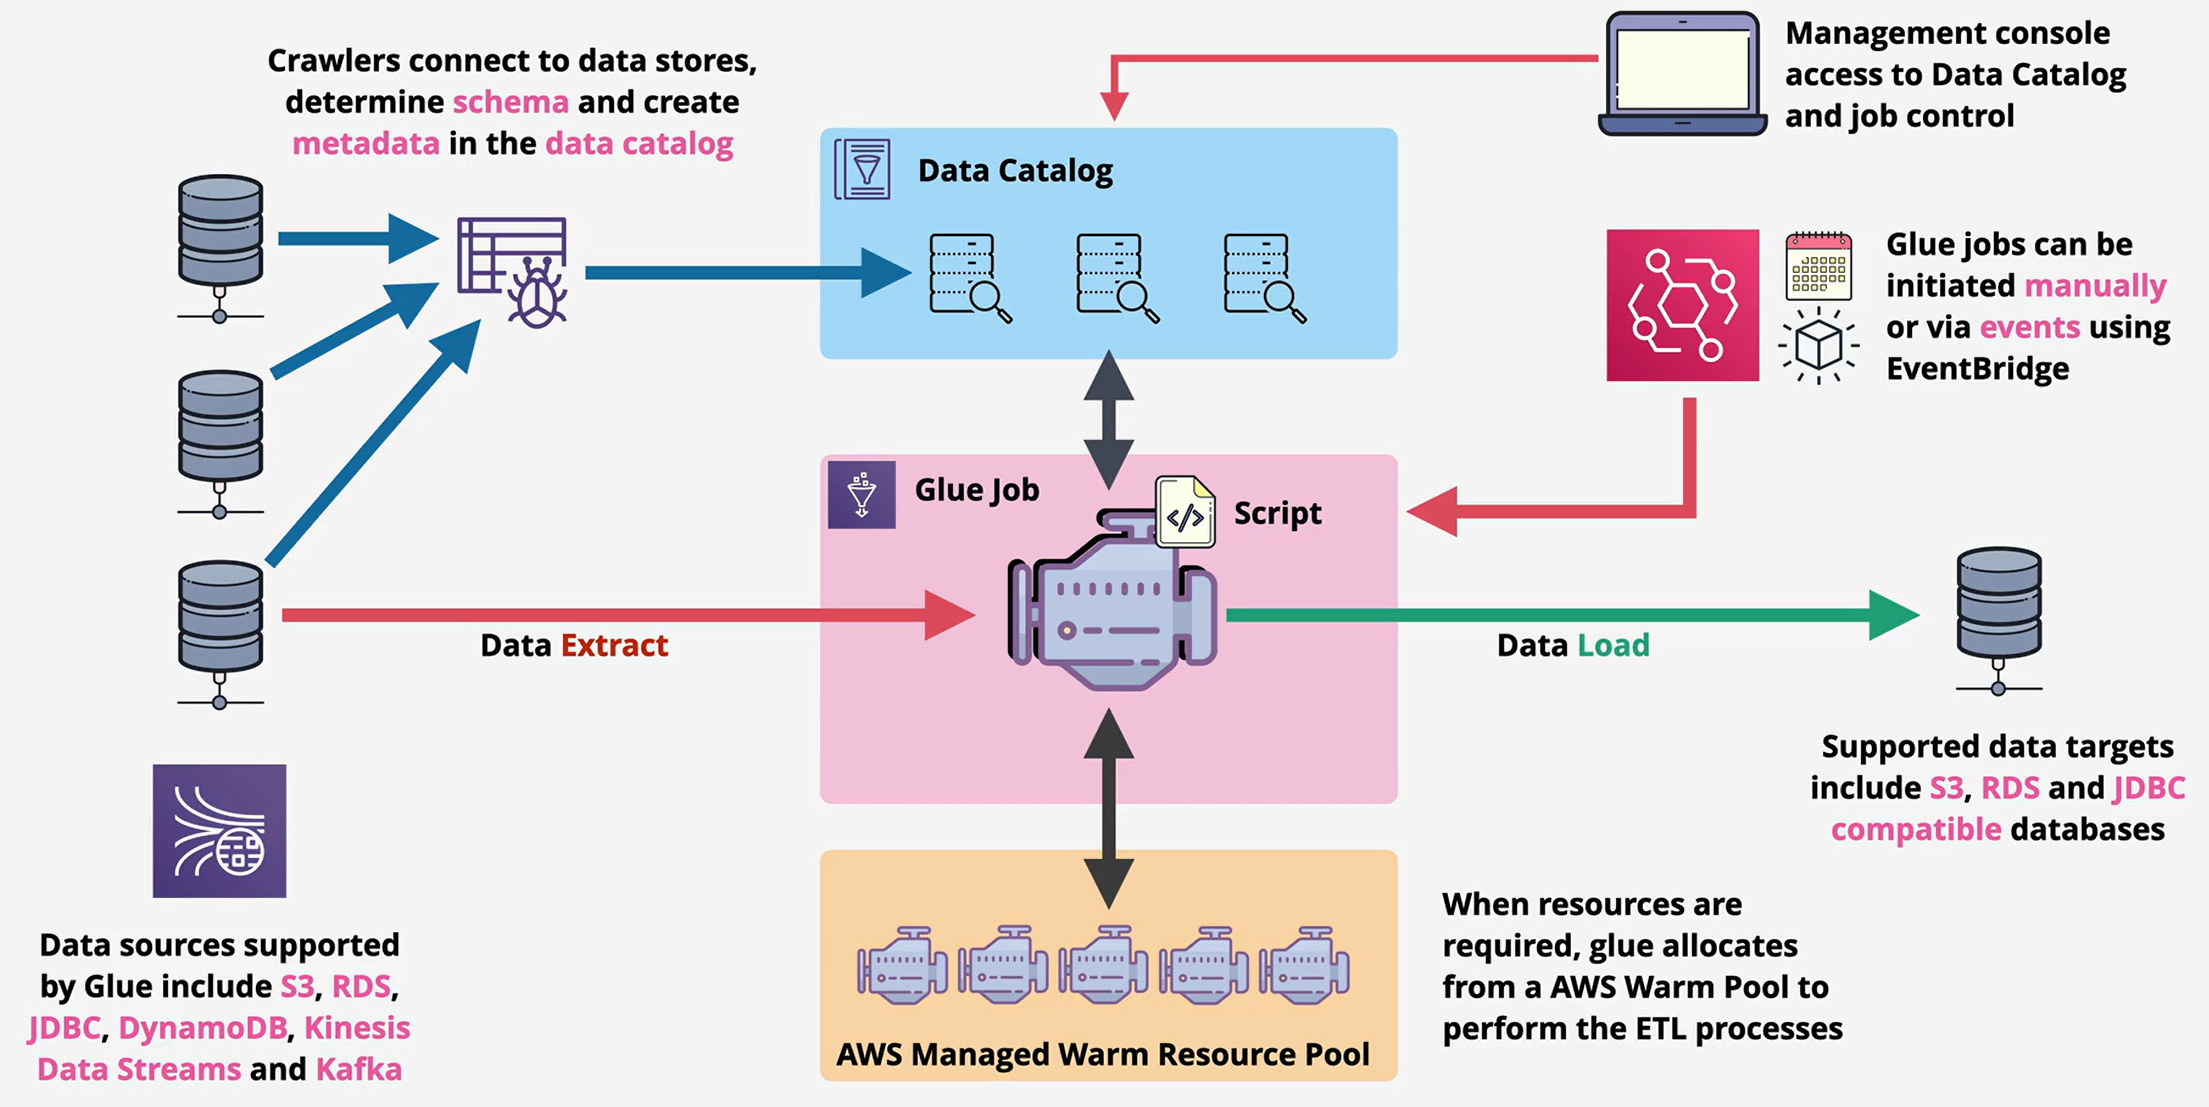 Crawlers connect to data stores,
determine schema and create
metadata in the data catalog
Management console
access to Data Catalog
and job control
Data Catalog
Glue jobs can be
initiated manually
or via events using
EventBridge
Glue Job
Script
Data Extract
Data Load
Supported data targets
include S3, RDS and JDBC
compatible databases
Data sources supported
by Glue include S3, RDS,
JDBC, DynamoDB, Kinesis
Data Streams and Kafka
When resources are
required, glue allocates
from a AWS Warm Pool to
perform the ETL processes
AWS Managed Warm Resource Pool